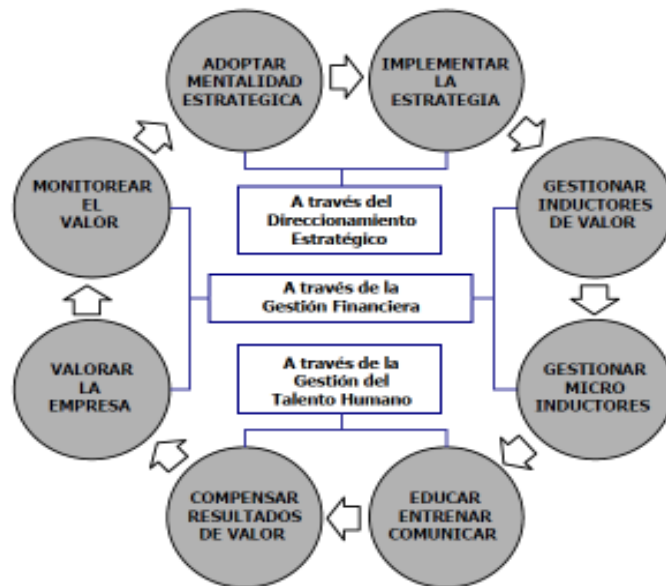 ADOPTAR
MENTALIDAD
ESTRATEGICA
IMPLEMENTAR
LA
ESTRATEGIA
MONITOREAR
EL
VALOR
A través del
Direccionamiento
Estratégico
GESTIONAR
INDUCTORES
DE VALOR
A través de la
Gestión Financiera
VALORAR
LA
EMPRESA
A través de la
Gestión del
Talento Humano
GESTIONAR
MICRO
INDUCTORES
COMPENSAR
RESULTADOS
DE VALOR
EDUCAR
ENTRENAR
COMUNICAR